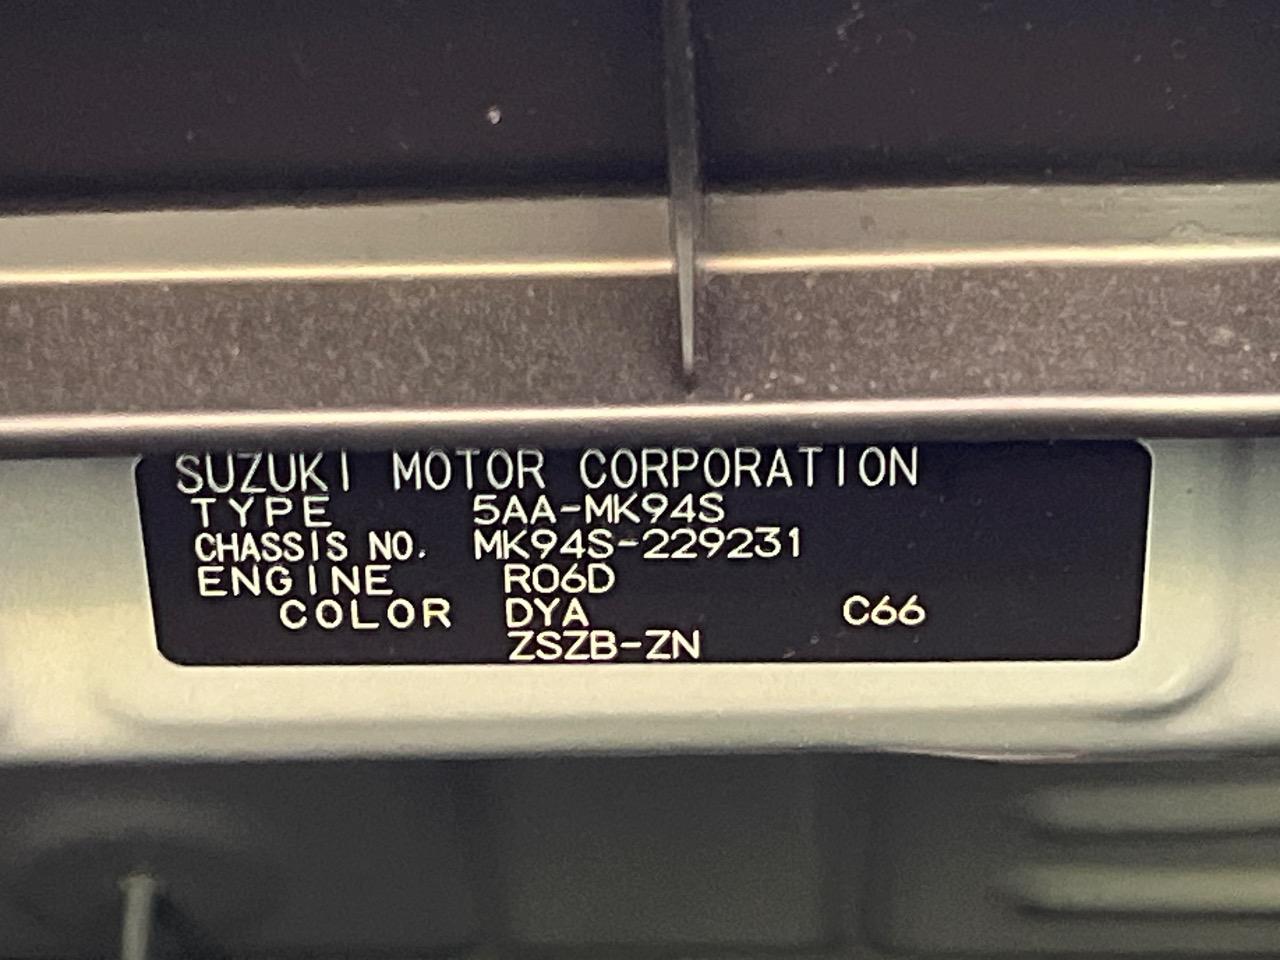 SUZUKI MOTOR CORPORATION
TYPE 5AA-MK94S
CHASSIS NO. MK94S-229231
ENGINE R06D
COLOR DYA C66
ZSZB-ZN